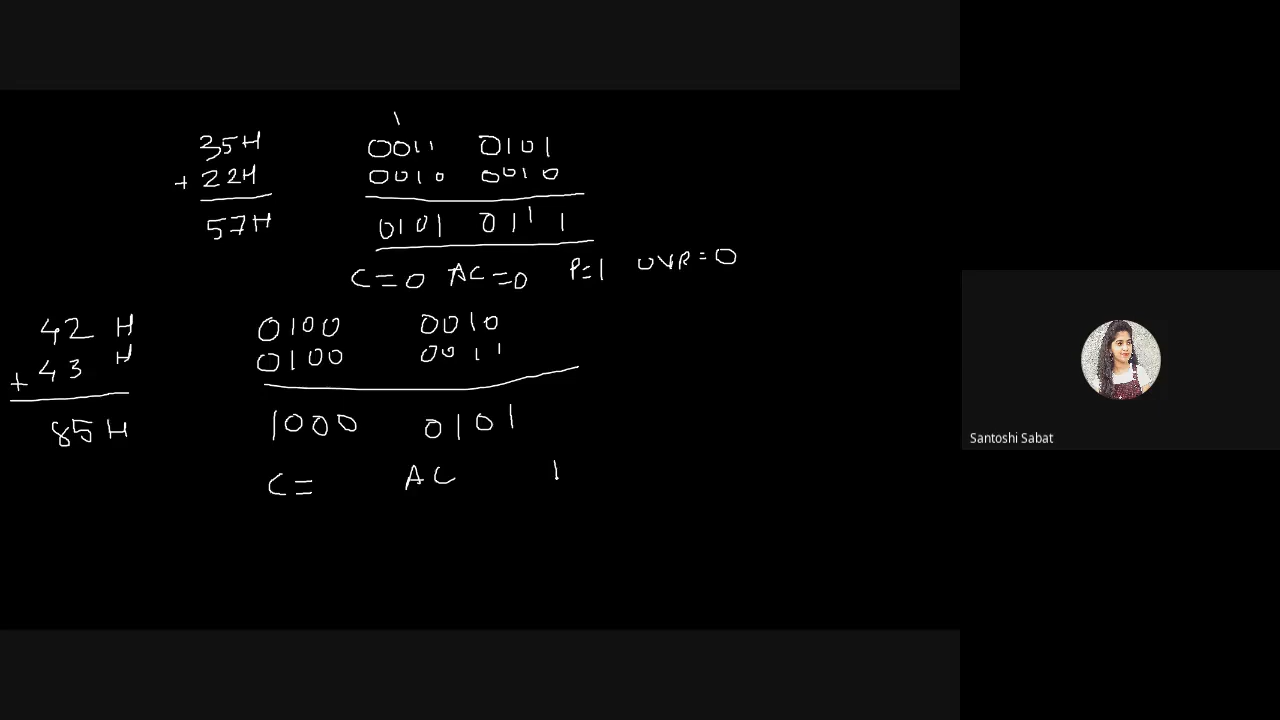 1
35H 0011 0101
+ 22H 0010 0010
57H 0101 0111
C=0 AC=0 P=1 OVR=0
42 H 0100 0010
+ 43 H 0100 0011
85 H 1000 0101
C= AC
Santoshi Sabat